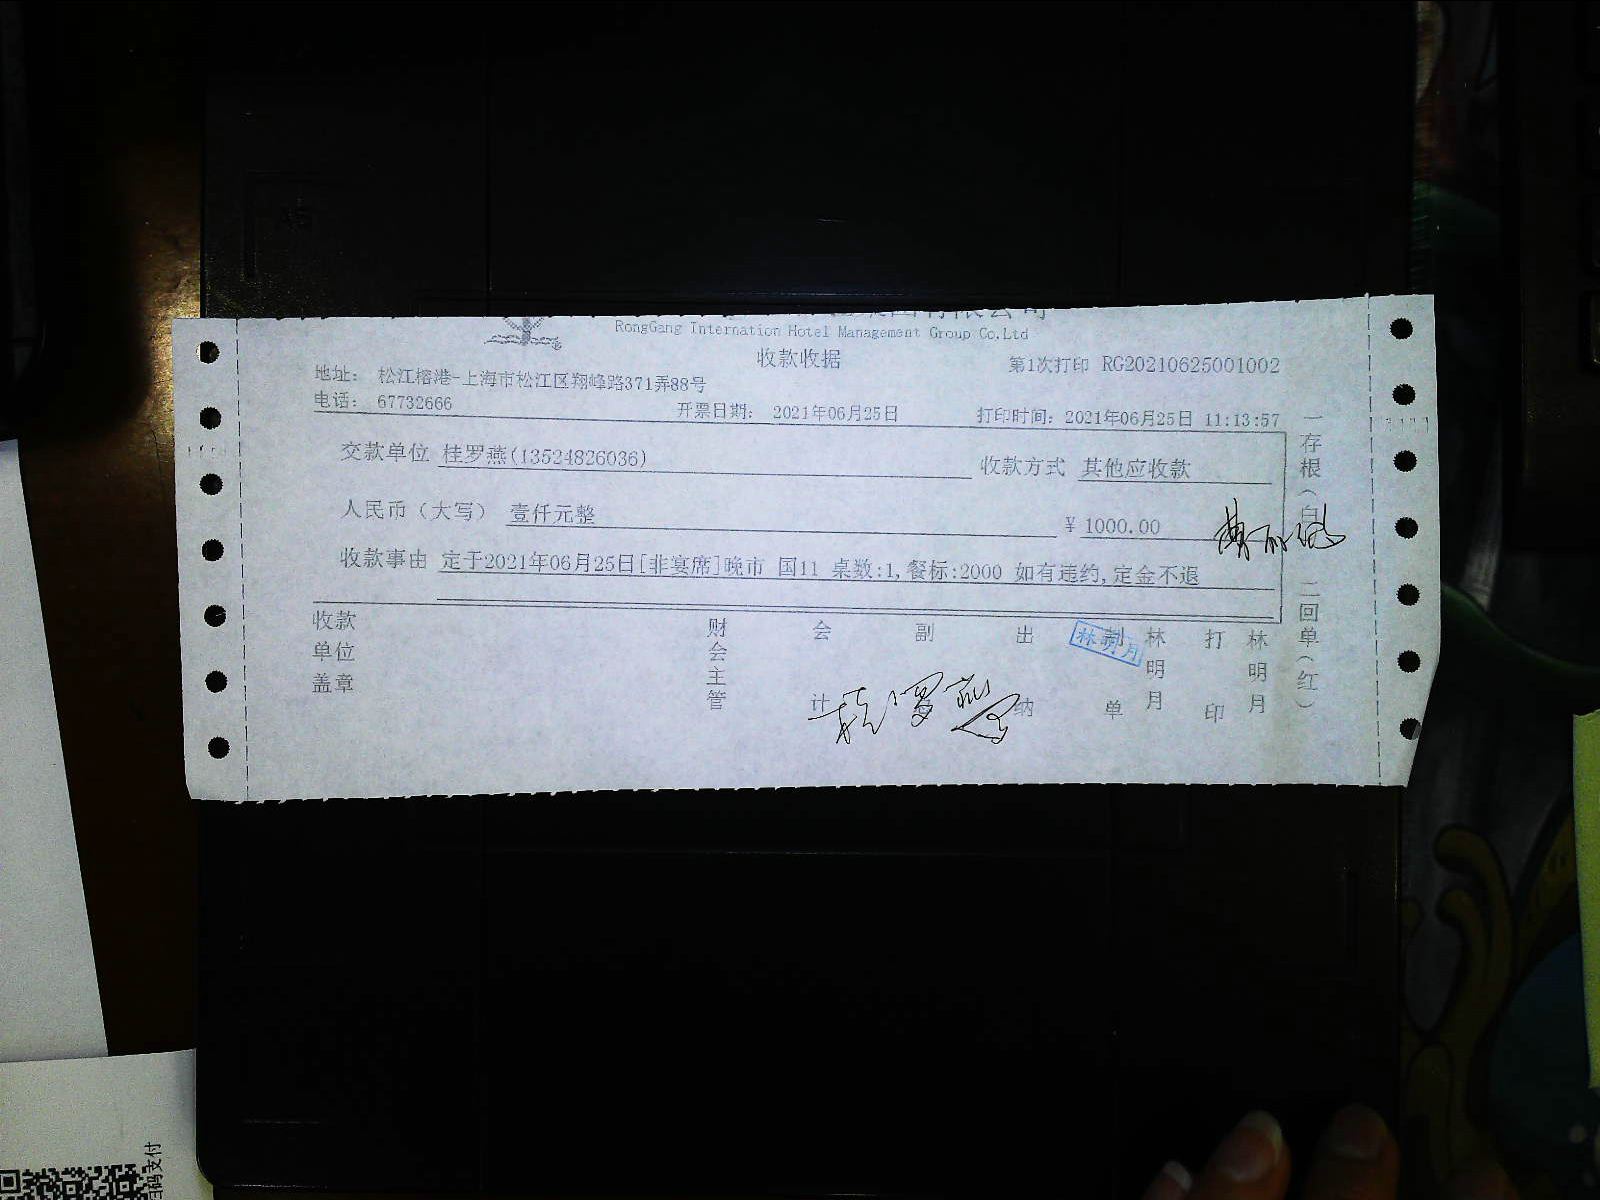 RongGang Internation Hotel Management Group Co.Ltd
收款收据
第1次打印 RG20210625001002
地址: 松江榕港-上海市松江区翔峰路371弄88号
电话: 67732666
开票日期: 2021年06月25日
打印时间: 2021年06月25日 11:13:57
交款单位 桂罗燕(13524826036)
收款方式 其他应收款
人民币（大写） 壹仟元整
¥ 1000.00
收款事由 定于2021年06月25日[非宴席]晚市 国11 桌数:1,餐标:2000 如有违约,定金不退
收款单位盖章
财会主管
会计
副
出纳
制单
林明月
打印
林明月
林明月
一存根(白)
二回单(红)
桂罗燕
扫码支付